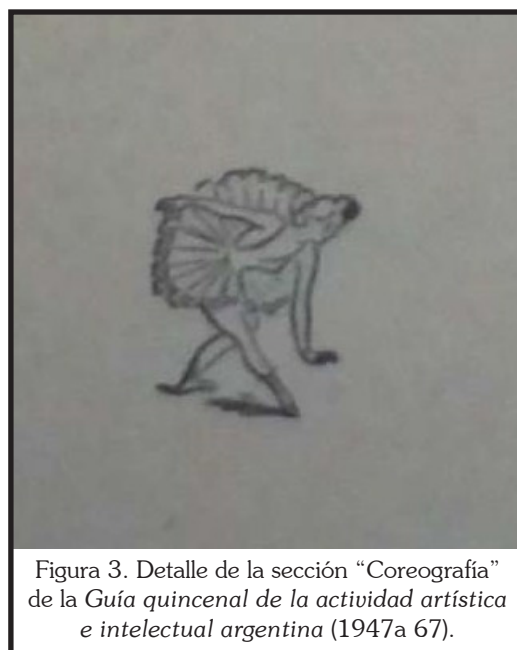 Figura 3. Detalle de la sección “Coreografía”
de la Guía quincenal de la actividad artística
e intelectual argentina (1947a 67).